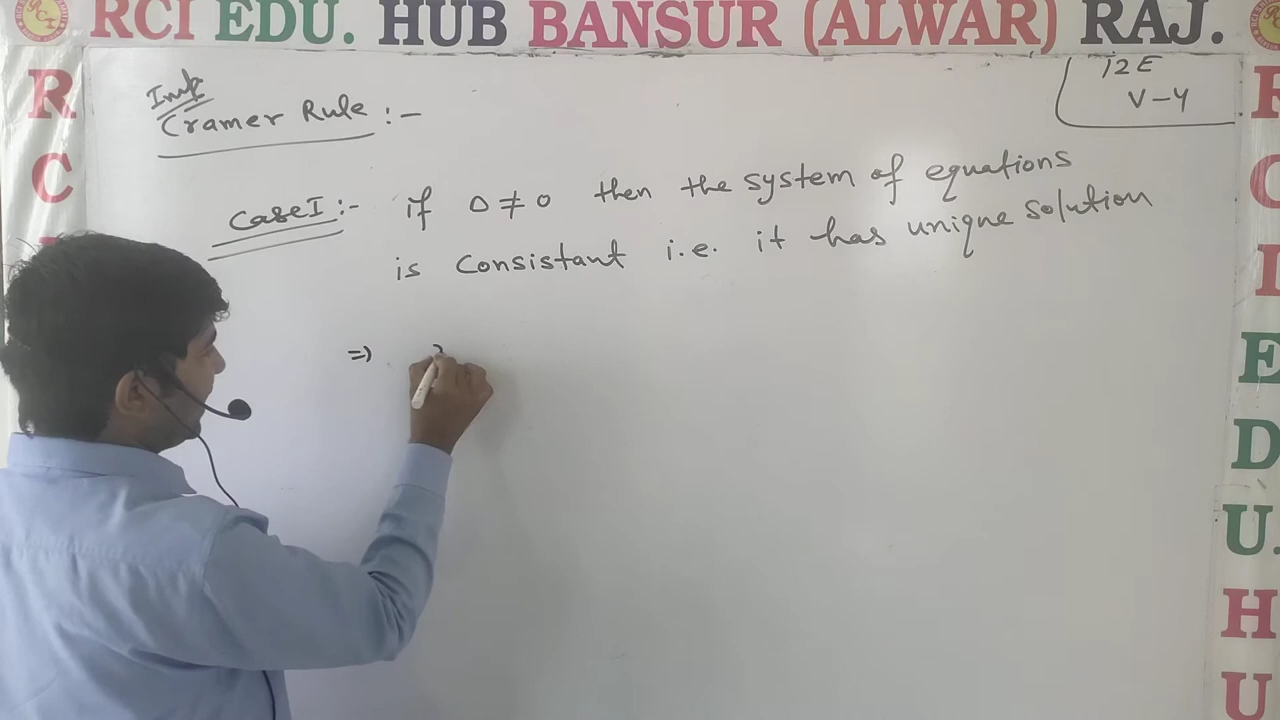 RCI EDU. HUB BANSUR (ALWAR) RAJ.
12E
V-4
Imp
Cramer Rule :-
Case I :- if Δ ≠ 0 then the system of equations
is Consistant i.e. it has unique solution
=>
R
C
R
C
I
E
D
U.
H
U